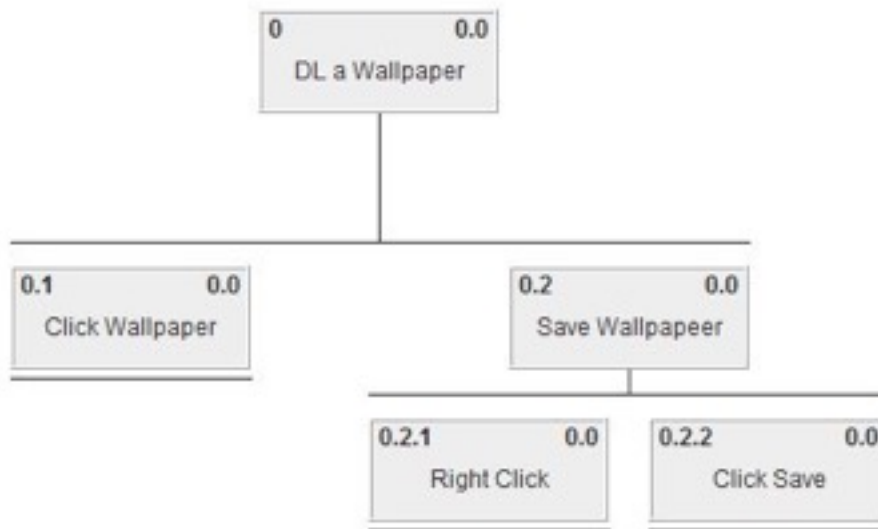 0 0.0
DL a Wallpaper
0.1 0.0
Click Wallpaper
0.2 0.0
Save Wallpapeer
0.2.1 0.0
Right Click
0.2.2 0.0
Click Save